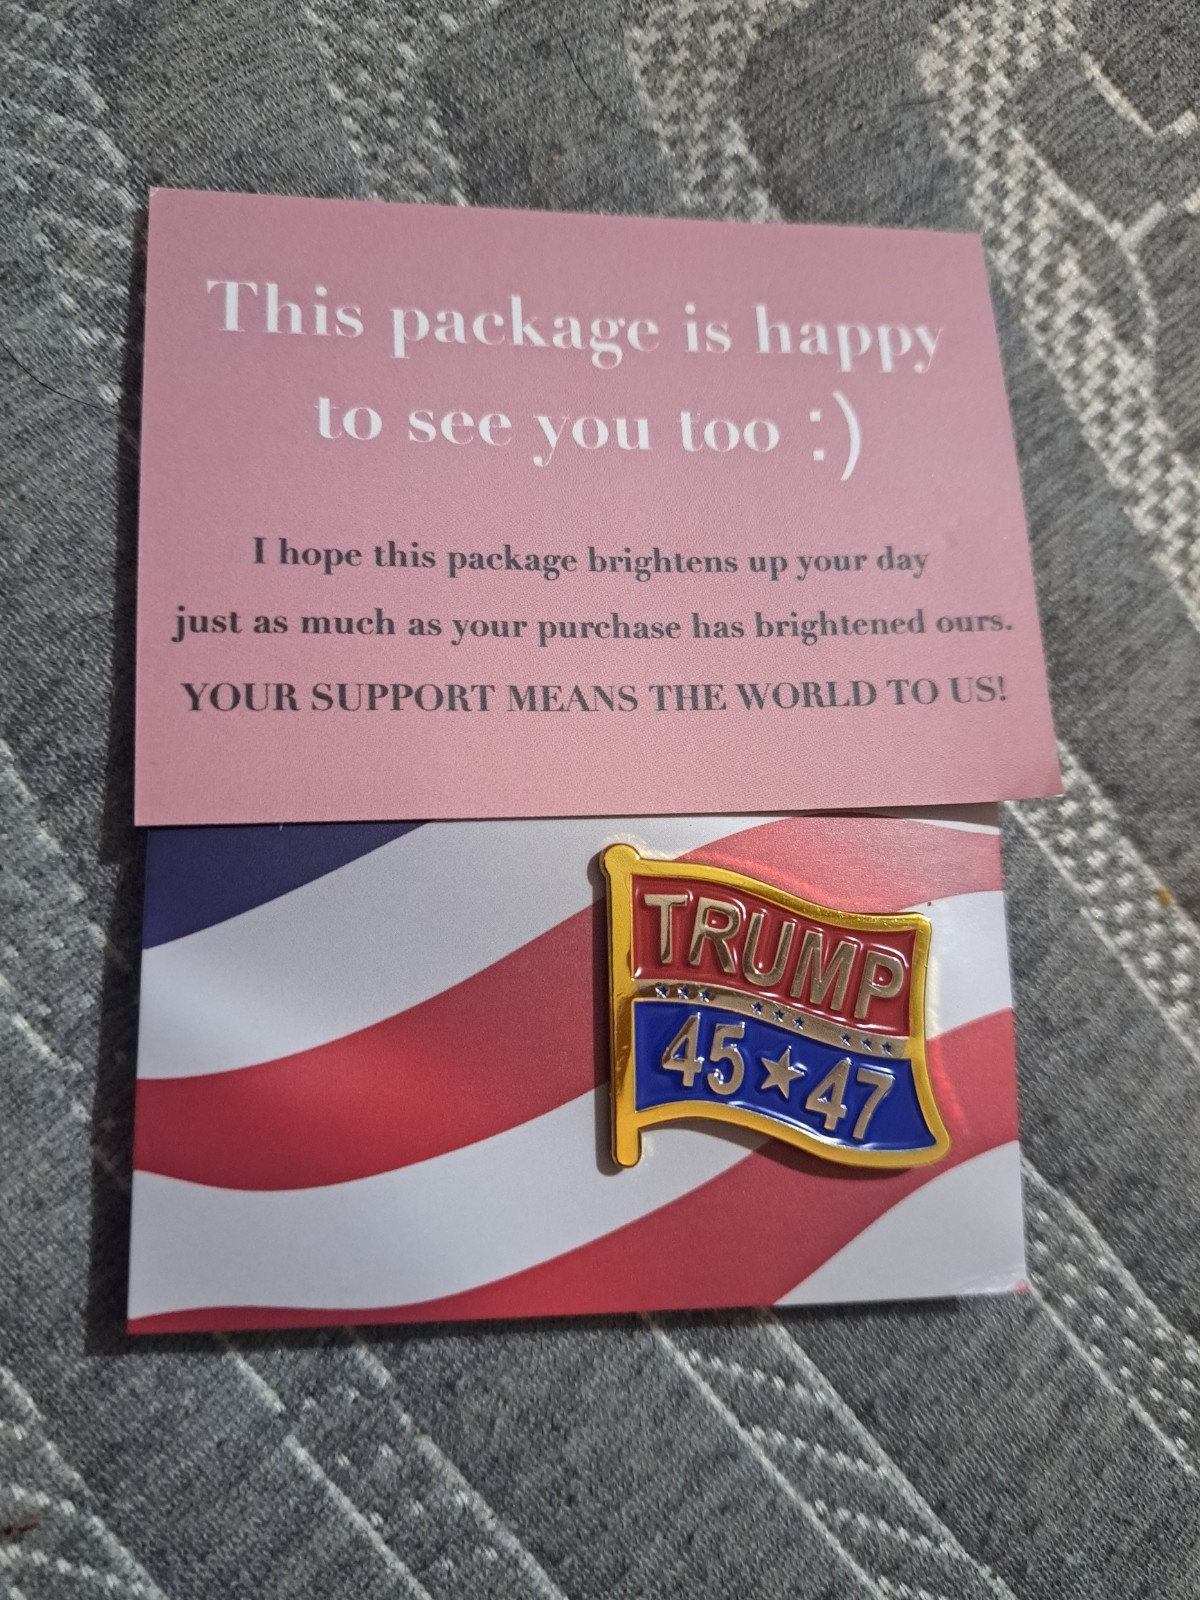 This package is happy
to see you too :)
I hope this package brightens up your day
just as much as your purchase has brightened ours.
YOUR SUPPORT MEANS THE WORLD TO US!
TRUMP
45★47